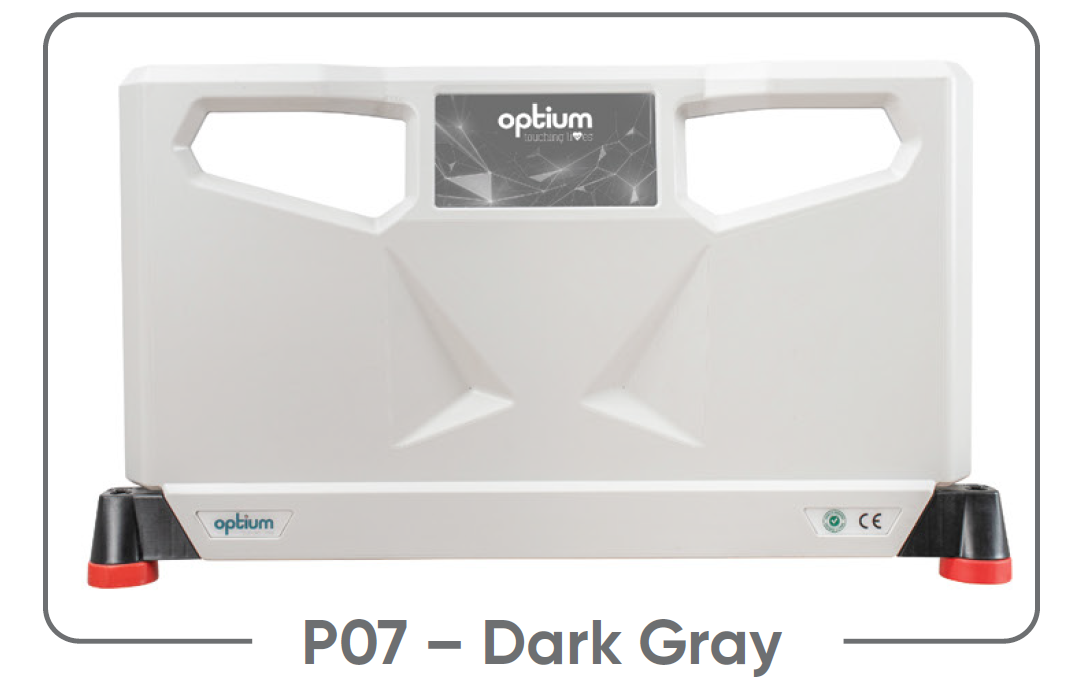 optium
touching lives
optium
CE
P07 – Dark Gray